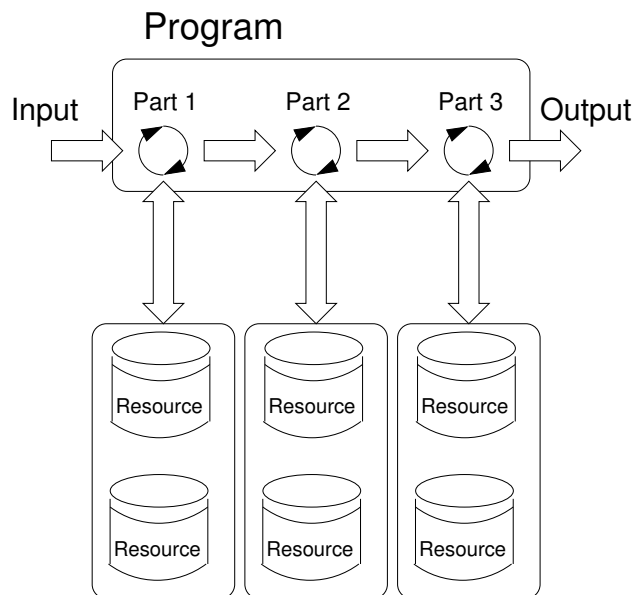 Program
Input
Part 1
Part 2
Part 3
Output
Resource
Resource
Resource
Resource
Resource
Resource